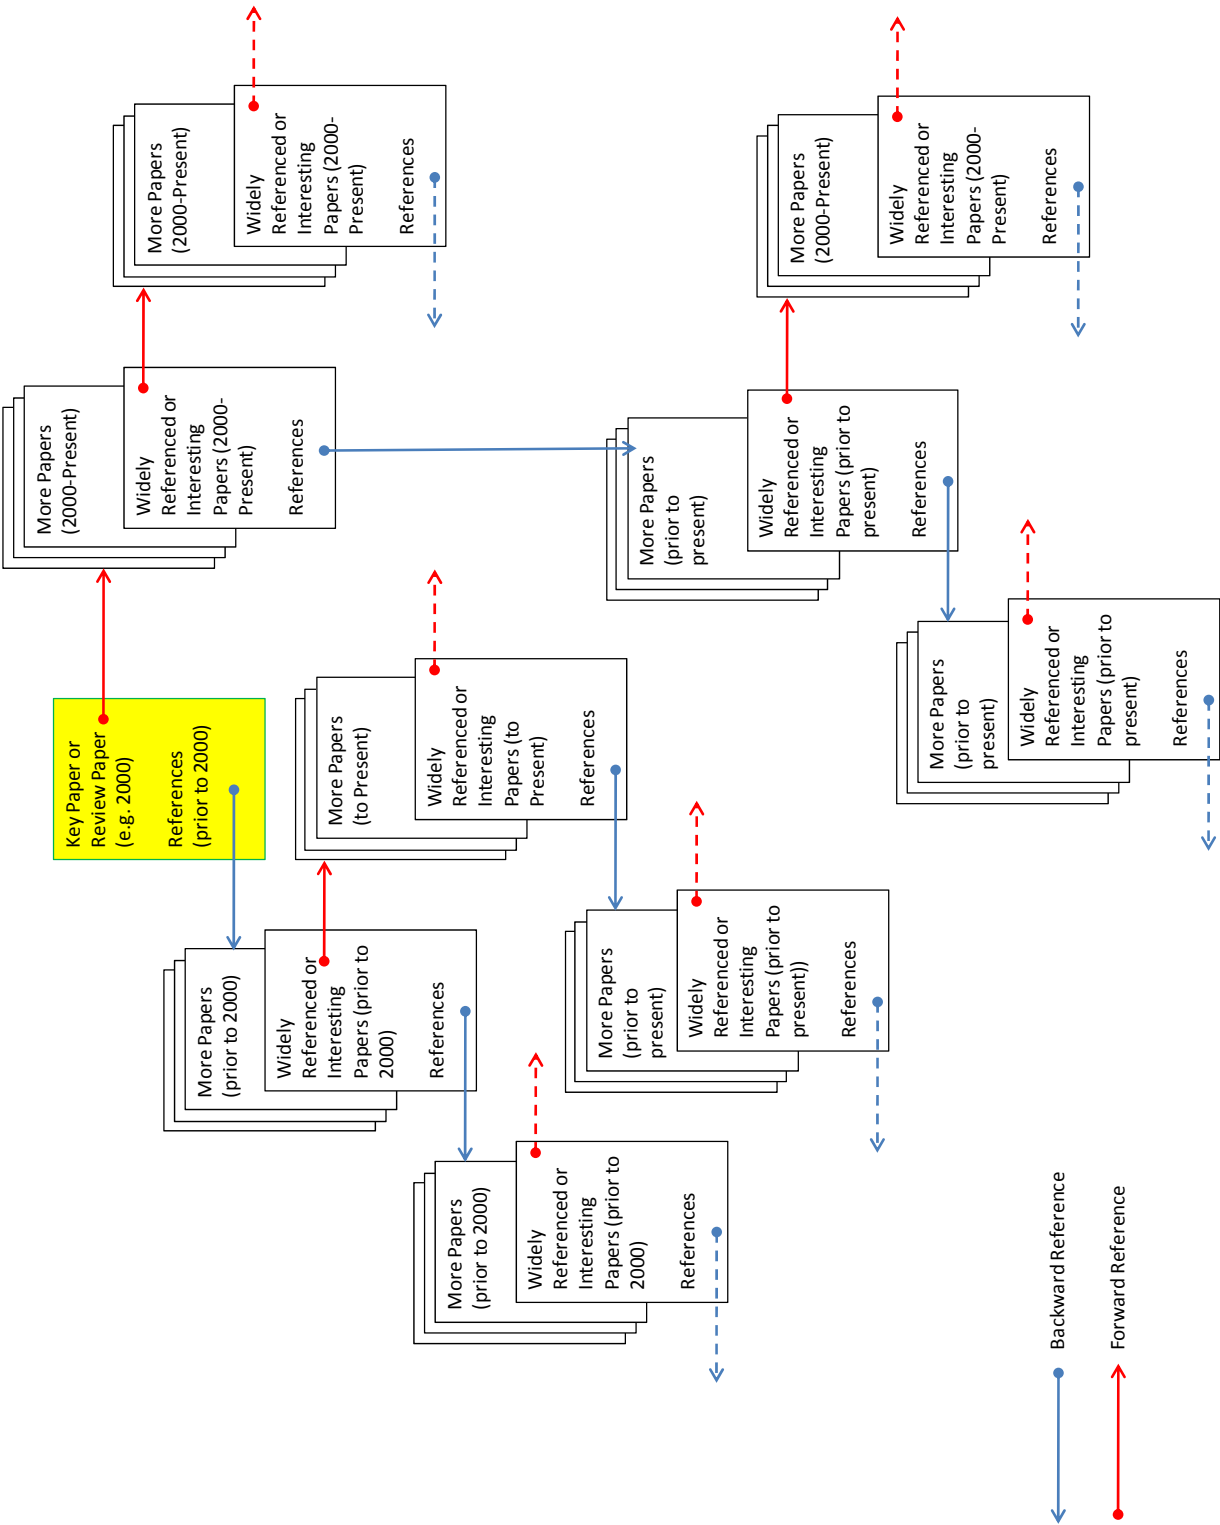 Key Paper or
Review Paper
(e.g. 2000)
References
(prior to 2000)
More Papers
(2000-Present)
Widely
Referenced or
Interesting
Papers (2000-
Present)
References
More Papers
(2000-Present)
Widely
Referenced or
Interesting
Papers (2000-
Present)
References
More Papers
(prior to 2000)
Widely
Referenced or
Interesting
Papers (prior to
2000)
References
More Papers
(to Present)
Widely
Referenced or
Interesting
Papers (to
Present)
References
More Papers
(prior to 2000)
Widely
Referenced or
Interesting
Papers (prior to
2000)
References
More Papers
(prior to
present)
Widely
Referenced or
Interesting
Papers (prior to
present))
References
More Papers
(prior to
present)
Widely
Referenced or
Interesting
Papers (prior to
present)
References
More Papers
(2000-Present)
Widely
Referenced or
Interesting
Papers (2000-
Present)
References
More Papers
(prior to
present)
Widely
Referenced or
Interesting
Papers (prior to
present)
References
Backward Reference
Forward Reference